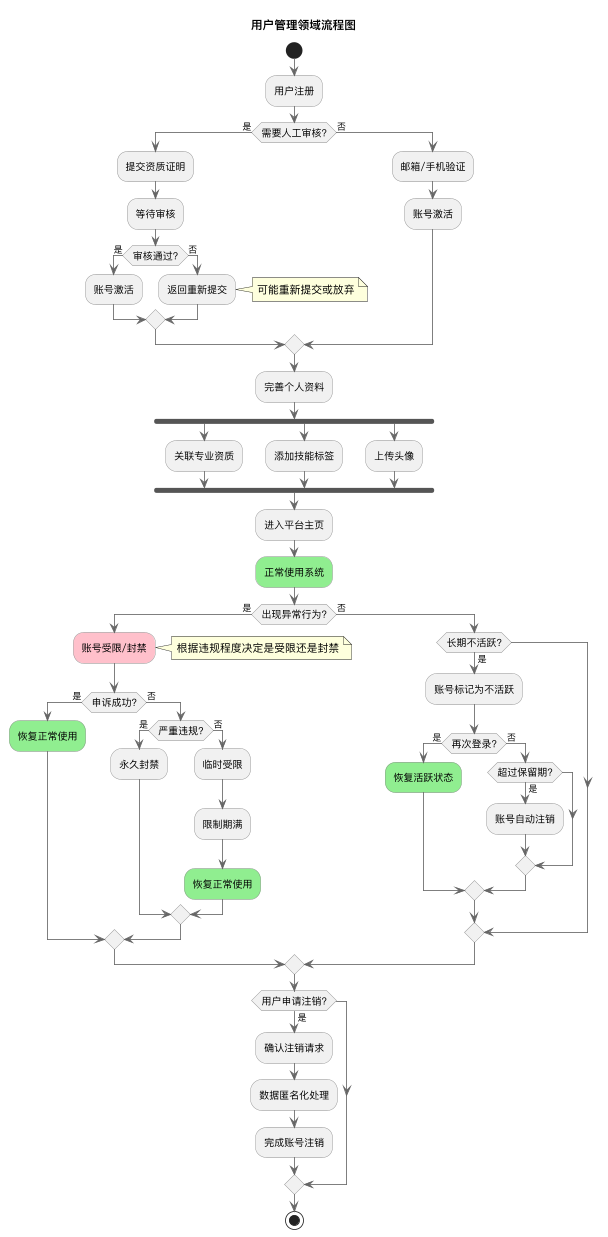 用户管理领域流程图
用户注册
需要人工审核?
是
否
提交资质证明
等待审核
审核通过?
是
否
账号激活
返回重新提交
可能重新提交或放弃
邮箱/手机验证
账号激活
完善个人资料
关联专业资质
添加技能标签
上传头像
进入平台主页
正常使用系统
出现异常行为?
是
否
账号受限/封禁
根据违规程度决定是受限还是封禁
申诉成功?
是
否
恢复正常使用
严重违规?
是
否
永久封禁
临时受限
限制期满
恢复正常使用
长期不活跃?
是
账号标记为不活跃
再次登录?
是
否
恢复活跃状态
超过保留期?
是
账号自动注销
用户申请注销?
是
确认注销请求
数据匿名化处理
完成账号注销